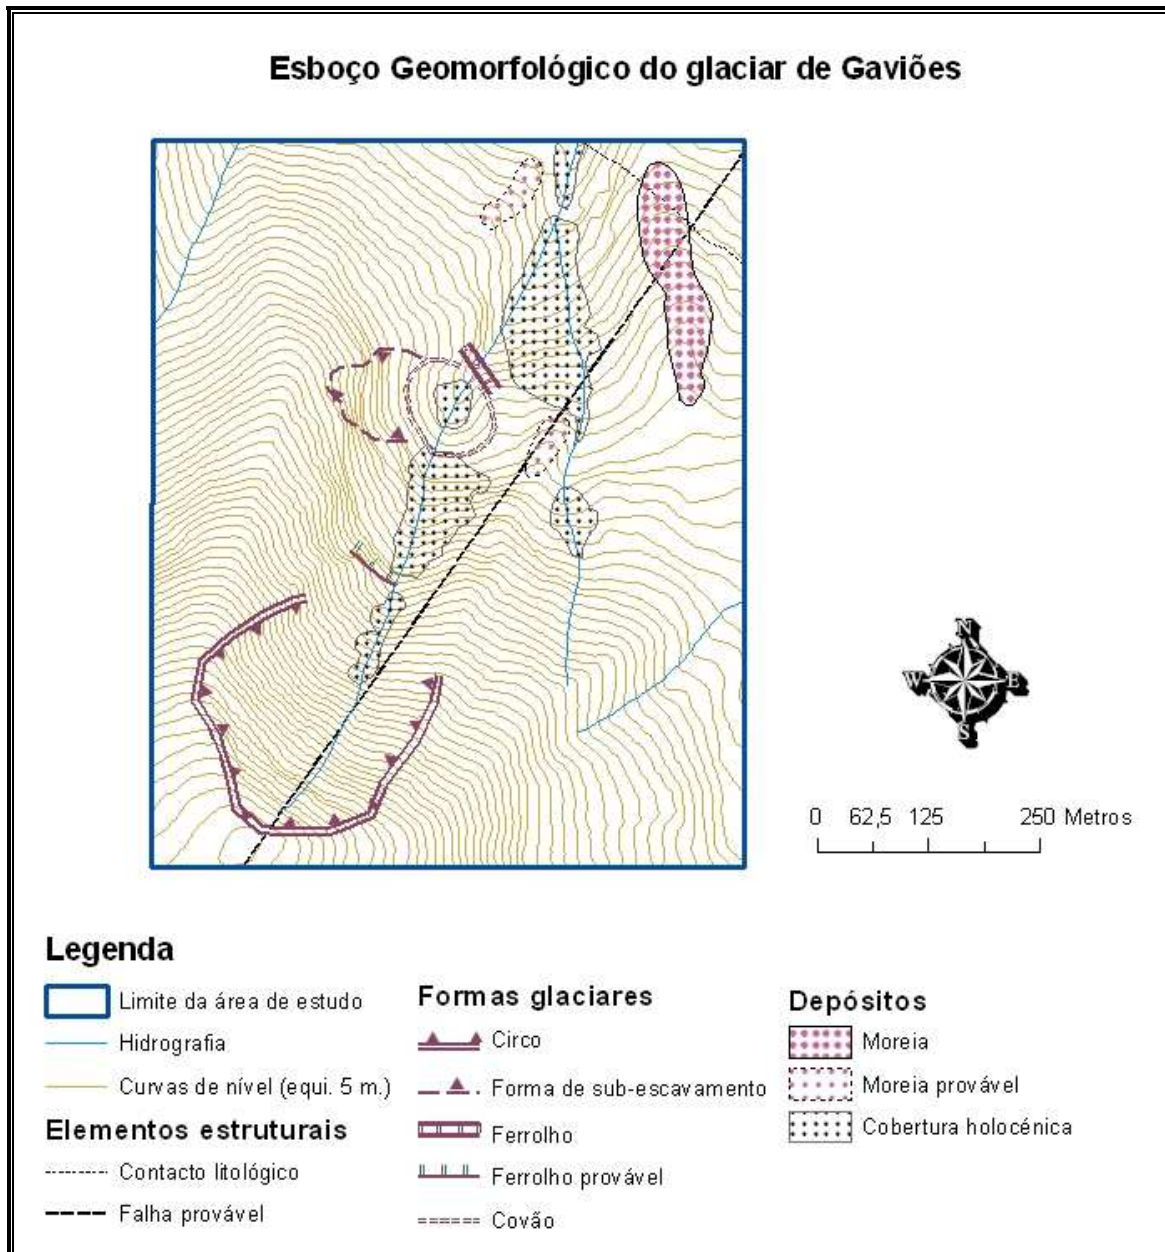 Esboço Geomorfológico do glaciar de Gaviões
N
W
E
S
0 62,5 125 250 Metros
Legenda
Limite da área de estudo
Hidrografia
Curvas de nível (equi. 5 m.)
Elementos estruturais
Contacto litológico
Falha provável
Formas glaciares
Circo
Forma de sub-escavamento
Ferrolho
Ferrolho provável
Covão
Depósitos
Moreia
Moreia provável
Cobertura holocénica